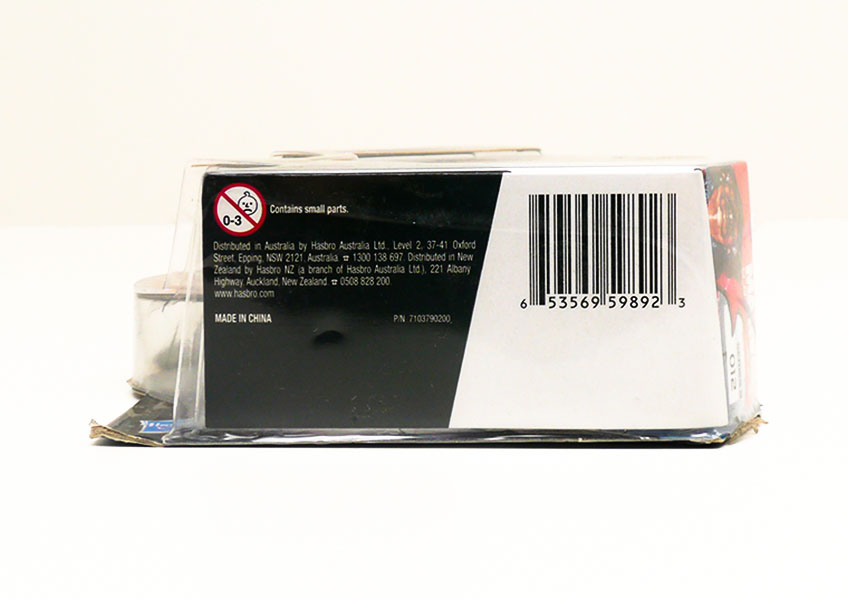 0-3
Contains small parts.
Distributed in Australia by Hasbro Australia Ltd., Level 2, 37-41 Oxford
Street, Epping, NSW 2121, Australia ☎ 1300 138 697. Distributed in New
Zealand by Hasbro NZ (a branch of Hasbro Australia Ltd.), 221 Albany
Highway, Auckland, New Zealand. ☎ 0508 828 200.
www.hasbro.com
MADE IN CHINA
P/N 7103790200
6 53569 59892 3